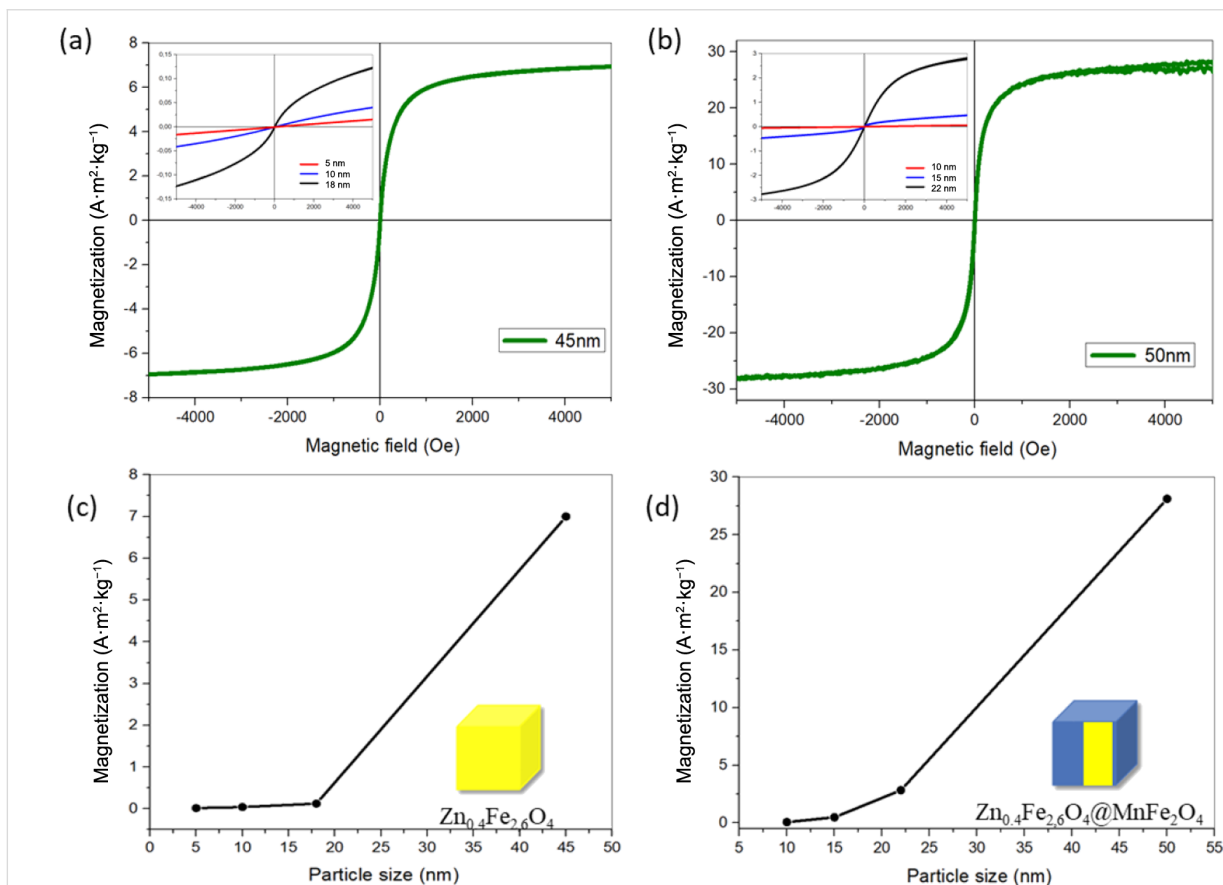 (a)
Magnetization (A·m²·kg⁻¹)
8
6
4
2
0
-2
-4
-6
-8
-4000 -2000 0 2000 4000
Magnetic field (Oe)
45nm
0,15
0,10
0,05
0,00
-0,05
-0,10
-0,15
-4000 -2000 0 2000 4000
5 nm
10 nm
18 nm
(b)
Magnetization (A·m²·kg⁻¹)
30
20
10
0
-10
-20
-30
-4000 -2000 0 2000 4000
Magnetic field (Oe)
50nm
3
2
1
0
-1
-2
-3
-4000 -2000 0 2000 4000
10 nm
15 nm
22 nm
(c)
Magnetization (A·m²·kg⁻¹)
8
7
6
5
4
3
2
1
0
0 5 10 15 20 25 30 35 40 45 50
Particle size (nm)
Zn₀.₄Fe₂,₆O₄
(d)
Magnetization (A·m²·kg⁻¹)
30
25
20
15
10
5
0
5 10 15 20 25 30 35 40 45 50 55
Particle size (nm)
Zn₀.₄Fe₂,₆O₄@MnFe₂O₄